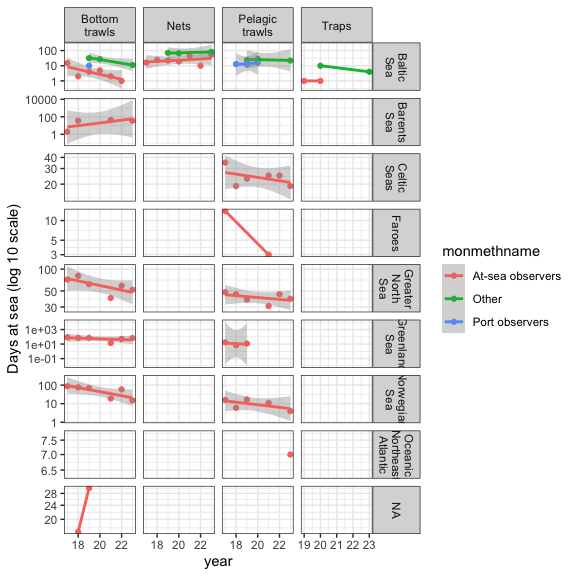 Bottom
trawls
Nets
Pelagic
trawls
Traps
Days at sea (log 10 scale)
100
10
1
Baltic
Sea
10000
100
1
Barents
Sea
40
30
20
Celtic
Seas
10
5
3
Faroes
100
50
30
Greater
North
Sea
1e+03
1e+01
1e-01
Greenland
Sea
100
10
1
Norwegian
Sea
7.5
7.0
6.5
Oceanic
Northeast
Atlantic
28
24
20
NA
18 20 22 18 20 22 18 20 22 19 20 21 22 23
year
monmethname
At-sea observers
Other
Port observers